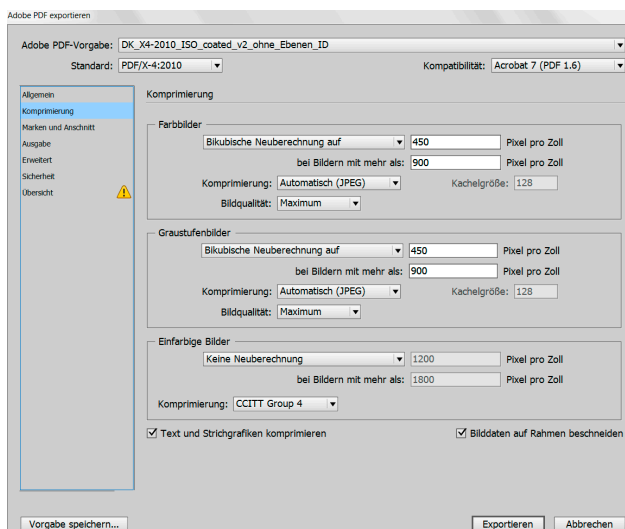 Adobe PDF exportieren
Adobe PDF-Vorgabe: DK_X4-2010_ISO_coated_v2_ohne_Ebenen_ID
Standard: PDF/X-4:2010 Kompatibilität: Acrobat 7 (PDF 1.6)
Allgemein
Komprimierung
Marken und Anschnitt
Ausgabe
Erweitert
Sicherheit
Übersicht
Komprimierung
Farbbilder
Bikubische Neuberechnung auf 450 Pixel pro Zoll
bei Bildern mit mehr als: 900 Pixel pro Zoll
Komprimierung: Automatisch (JPEG) Kachelgröße: 128
Bildqualität: Maximum
Graustufenbilder
Bikubische Neuberechnung auf 450 Pixel pro Zoll
bei Bildern mit mehr als: 900 Pixel pro Zoll
Komprimierung: Automatisch (JPEG) Kachelgröße: 128
Bildqualität: Maximum
Einfarbige Bilder
Keine Neuberechnung 1200 Pixel pro Zoll
bei Bildern mit mehr als: 1800 Pixel pro Zoll
Komprimierung: CCITT Group 4
Text und Strichgrafiken komprimieren Bilddaten auf Rahmen beschneiden
Vorgabe speichern... Exportieren Abbrechen